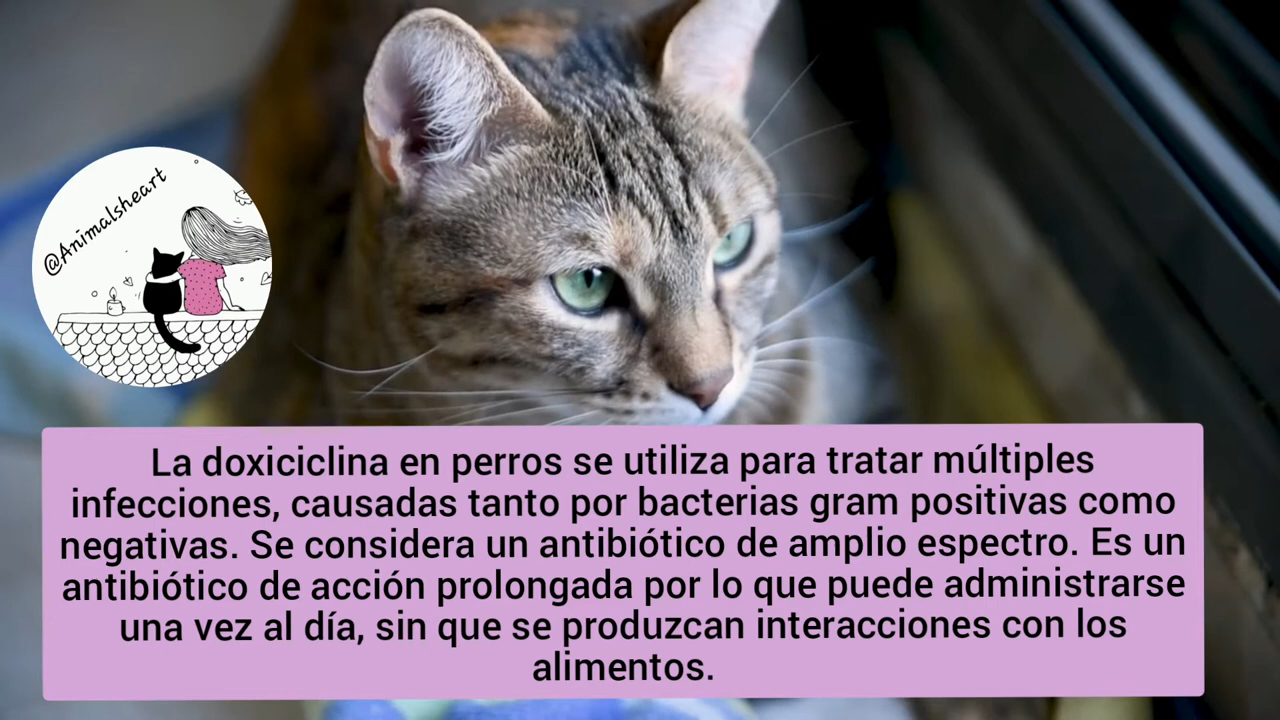 @Animalsheart
La doxiciclina en perros se utiliza para tratar múltiples
infecciones, causadas tanto por bacterias gram positivas como
negativas. Se considera un antibiótico de amplio espectro. Es un
antibiótico de acción prolongada por lo que puede administrarse
una vez al día, sin que se produzcan interacciones con los
alimentos.